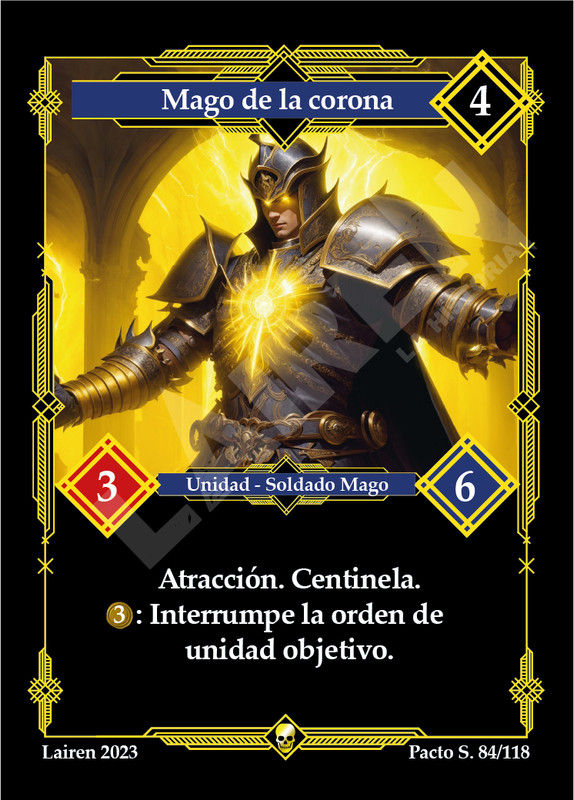 Mago de la corona
4
3
Unidad - Soldado Mago
6
Atracción. Centinela.
3: Interrumpe la orden de
unidad objetivo.
Lairen 2023
Pacto S. 84/118
LAIREN